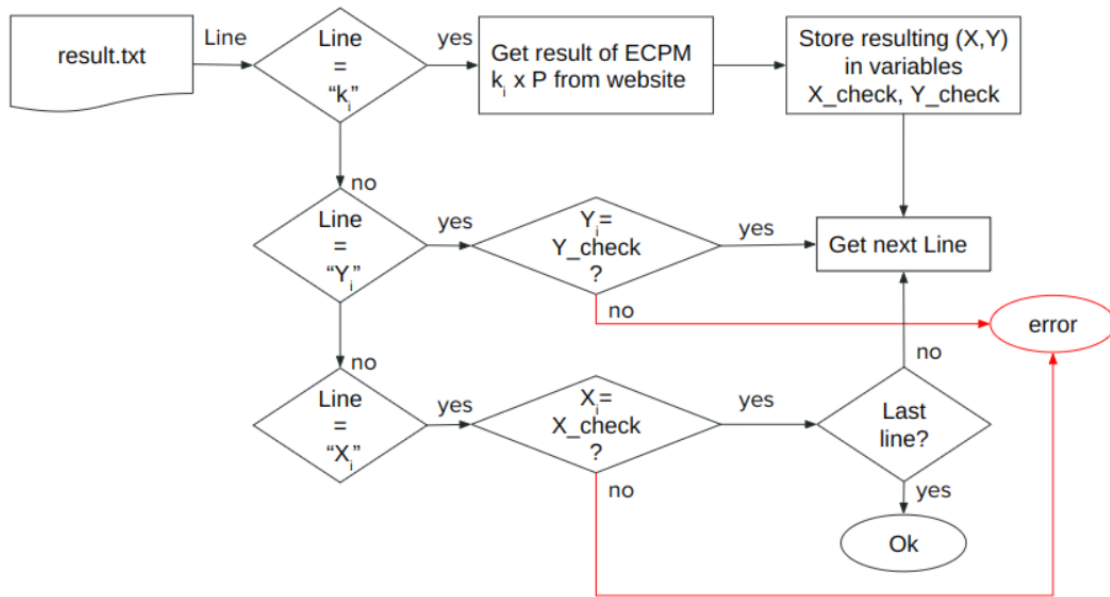 result.txt
Line
Line
=
“kᵢ”
yes
Get result of ECPM
kᵢ x P from website
Store resulting (X,Y)
in variables
X_check, Y_check
no
Line
=
“Yᵢ”
yes
Yᵢ=
Y_check
?
yes
Get next Line
no
error
no
Line
=
“Xᵢ”
yes
Xᵢ=
X_check
?
yes
no
Last
line?
no
yes
Ok